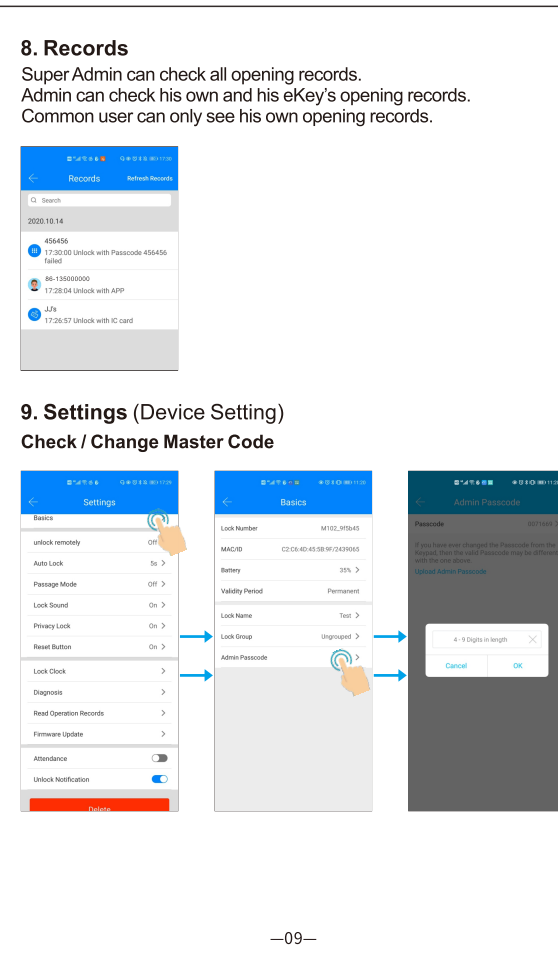 8. Records
Super Admin can check all opening records.
Admin can check his own and his eKey's opening records.
Common user can only see his own opening records.
17:30
Records
Refresh Records
Search
2020.10.14
456456
17:30:00 Unlock with Passcode 456456
failed
86-135000000
17:28:04 Unlock with APP
JJ's
17:26:57 Unlock with IC card
9. Settings (Device Setting)
Check / Change Master Code
17:29
Settings
Basics
unlock remotely Off
Auto Lock 5s
Passage Mode Off
Lock Sound On
Privacy Lock On
Reset Button On
Lock Clock
Diagnosis
Read Operation Records
Firmware Update
Attendance
Unlock Notification
Delete
11:20
Basics
Lock Number M102_9f5b45
MAC/ID C2:C6:4D:45:5B:9F/2439065
Battery 35%
Validity Period Permanent
Lock Name Test
Lock Group Ungrouped
Admin Passcode
Admin Passcode
Passcode
If you have ever changed the Passcode from the
Keypad, then the valid Passcode may be different
with the one above.
Upload Admin Passcode
4 - 9 Digits in length
Cancel OK
—09—